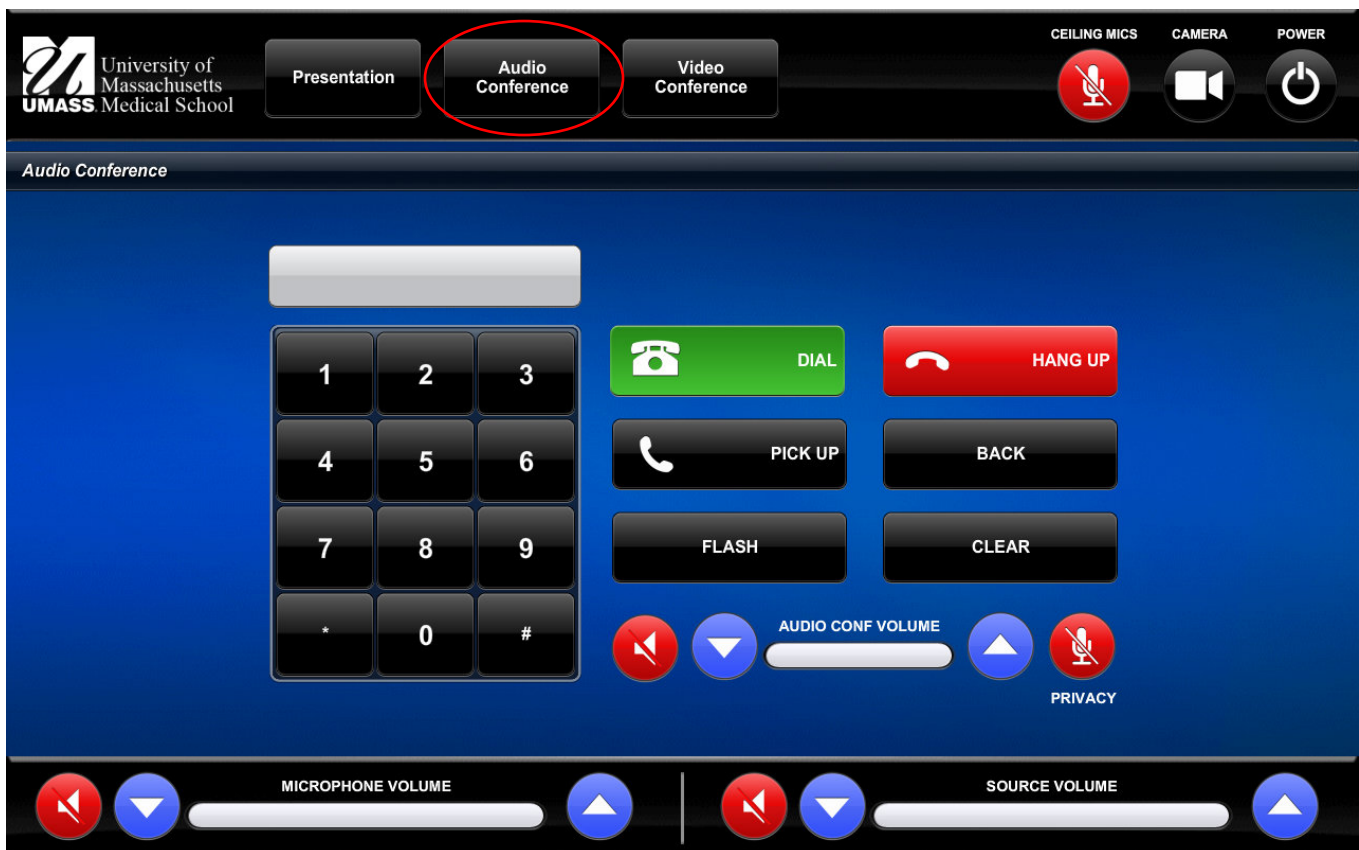 CEILING MICS
CAMERA
POWER
UMASS
University of
Massachusetts
Medical School
Presentation
Audio
Conference
Video
Conference
Audio Conference
1
2
3
DIAL
HANG UP
4
5
6
PICK UP
BACK
7
8
9
FLASH
CLEAR
*
0
#
AUDIO CONF VOLUME
PRIVACY
MICROPHONE VOLUME
SOURCE VOLUME